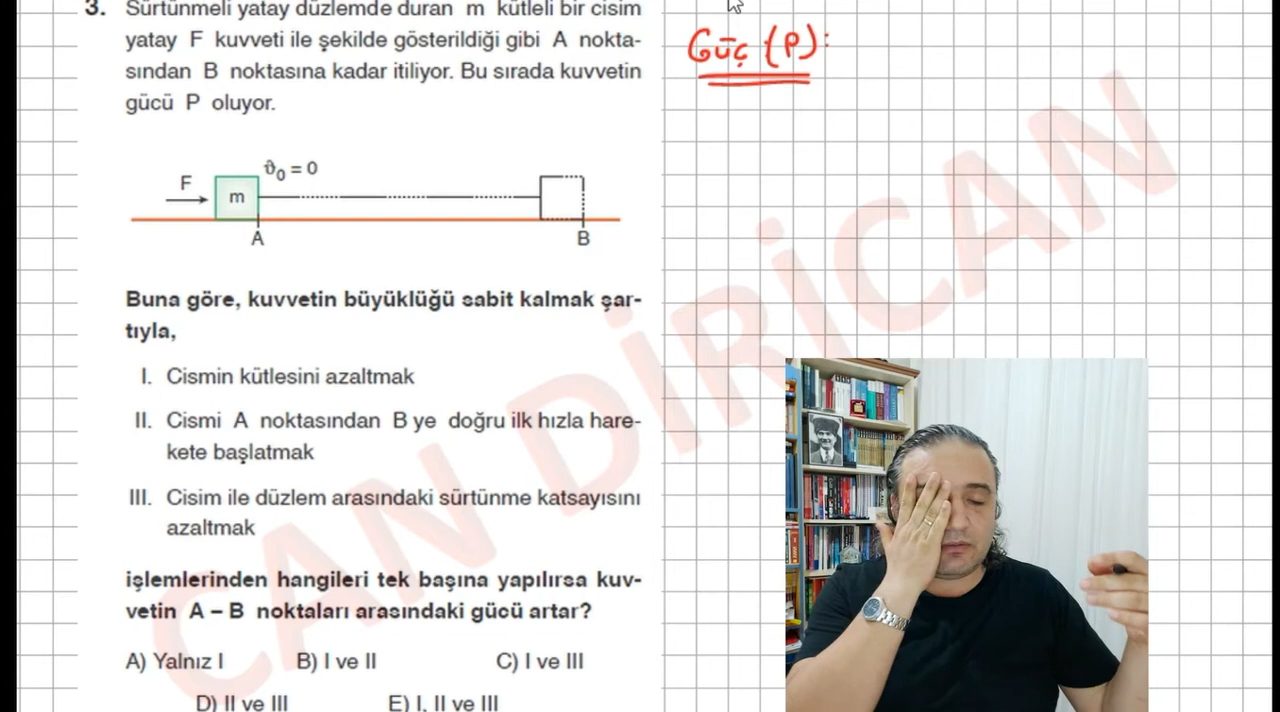 3. Sürtünmeli yatay düzlemde duran m kütleli bir cisim
yatay F kuvveti ile şekilde gösterildiği gibi A nokta-
sından B noktasına kadar itiliyor. Bu sırada kuvvetin
gücü P oluyor.
Güç (P):
ϑ₀ = 0
F
m
A
B
Buna göre, kuvvetin büyüklüğü sabit kalmak şar-
tıyla,
I. Cismin kütlesini azaltmak
II. Cismi A noktasından B ye doğru ilk hızla hare-
kete başlatmak
III. Cisim ile düzlem arasındaki sürtünme katsayısını
azaltmak
işlemlerinden hangileri tek başına yapılırsa kuv-
vetin A – B noktaları arasındaki gücü artar?
A) Yalnız I B) I ve II C) I ve III
D) II ve III E) I, II ve III
CAN DİRİCAN